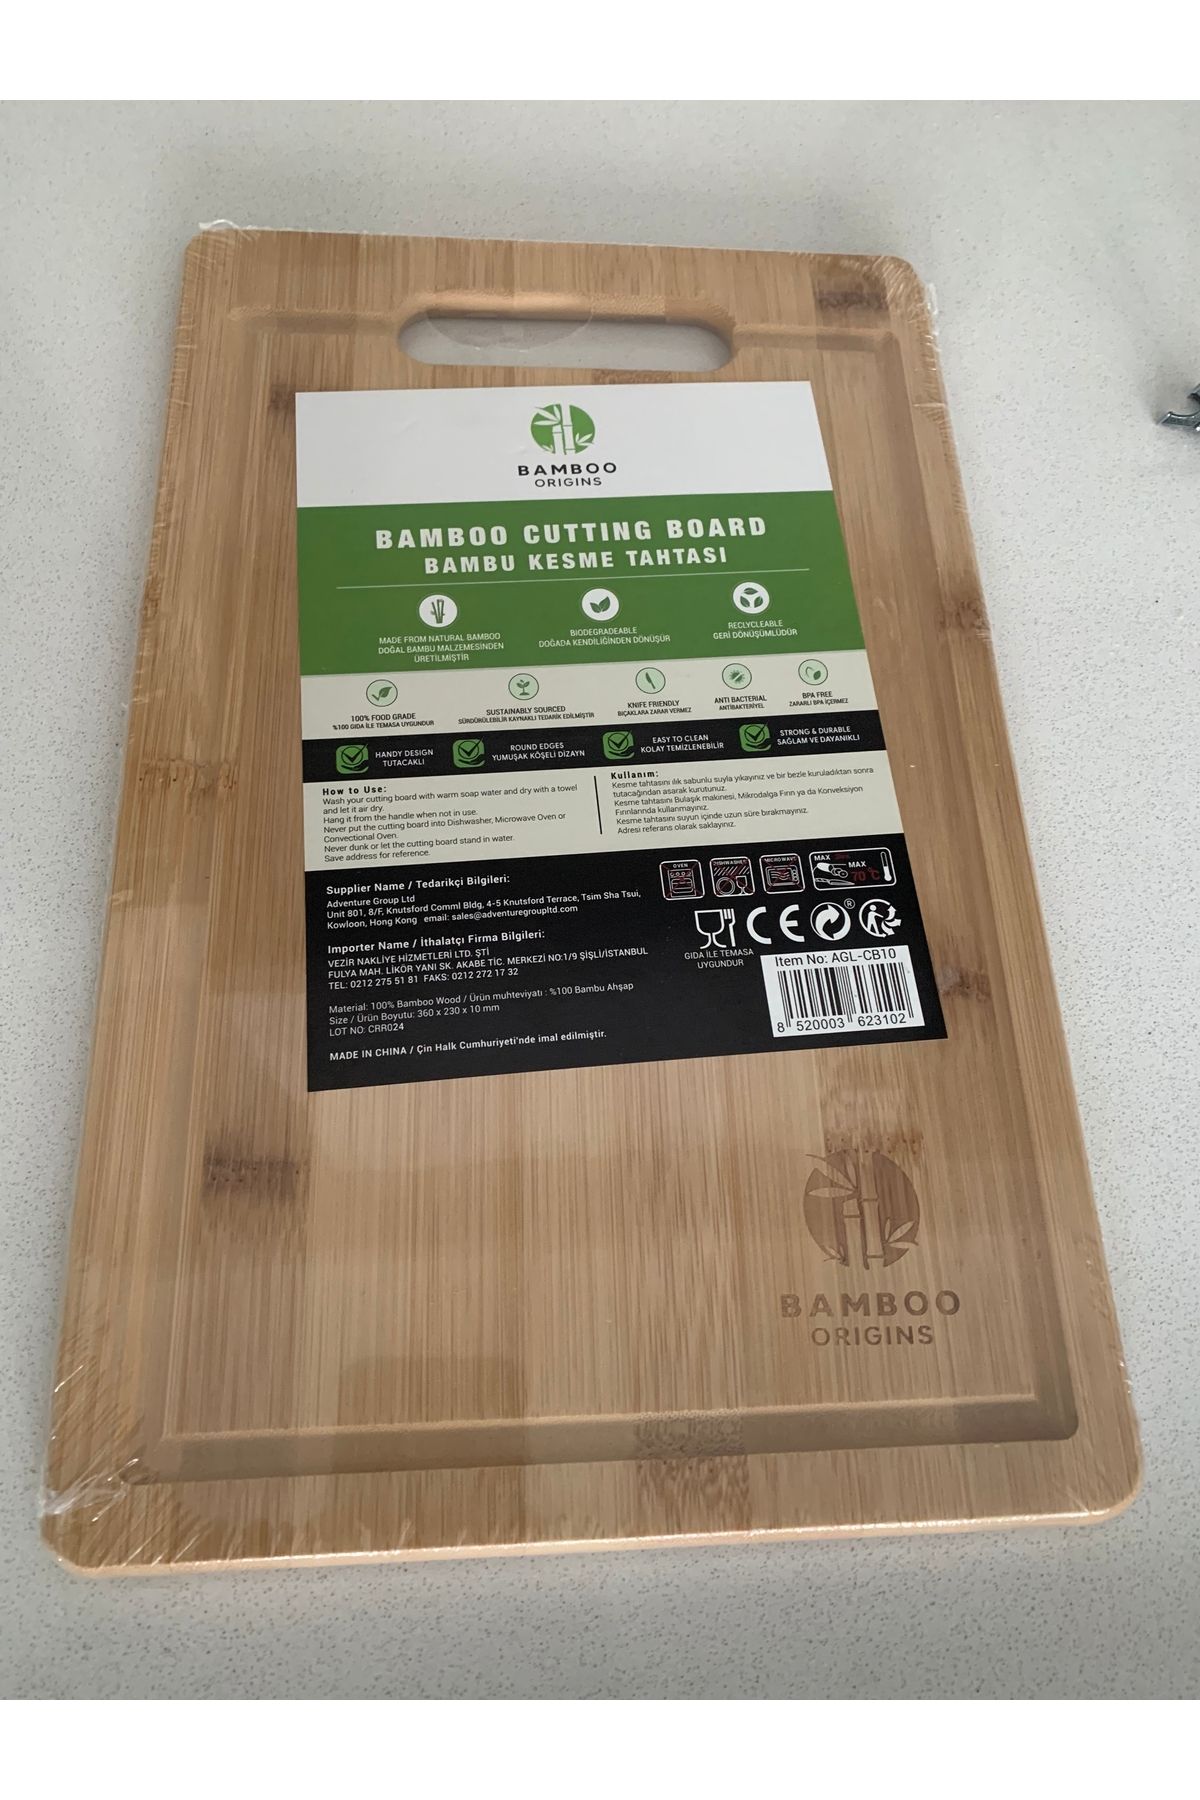 BAMBOO
ORIGINS
BAMBOO CUTTING BOARD
BAMBU KESME TAHTASI
MADE FROM NATURAL BAMBOO
DOĞAL BAMBU MALZEMESİNDEN
ÜRETİLMİŞTİR
BIODEGRADEABLE
DOĞADA KENDİLİĞİNDEN DÖNÜŞÜR
RECYCLEABLE
GERİ DÖNÜŞÜMLÜDÜR
100% FOOD GRADE
%100 GIDA İLE TEMASA UYGUNDUR
SUSTAINABLY SOURCED
SÜRDÜRÜLEBİLİR KAYNAKLI TEDARİK EDİLMİŞTİR
KNIFE FRIENDLY
BIÇAKLARA ZARAR VERMEZ
ANTI BACTERIAL
ANTİBAKTERİYEL
BPA FREE
ZARARLI BPA İÇERMEZ
HANDY DESIGN
TUTACAKLI
ROUND EDGES
YUMUŞAK KÖŞELİ DİZAYN
EASY TO CLEAN
KOLAY TEMİZLENEBİLİR
STRONG & DURABLE
SAĞLAM VE DAYANIKLI
How to Use:
Wash your cutting board with warm soap water and dry with a towel
and let it air dry.
Hang it from the handle when not in use.
Never put the cutting board into Dishwasher, Microwave Oven or
Convectional Oven.
Never dunk or let the cutting board stand in water.
Save address for reference.
Kullanım:
Kesme tahtasını ılık sabunlu suyla yıkayınız ve bir bezle kuruladıktan sonra
tutacağından asarak kurutunuz.
Kesme tahtasını Bulaşık makinesi, Mikrodalga Fırın ya da Konveksiyon
Fırınlarında kullanmayınız.
Kesme tahtasını suyun içinde uzun süre bırakmayınız.
Adresi referans olarak saklayınız.
Supplier Name / Tedarikçi Bilgileri:
Adventure Group Ltd
Unit 801, 8/F, Knutsford Comml Bldg, 4-5 Knutsford Terrace, Tsim Sha Tsui,
Kowloon, Hong Kong email: sales@adventuregroupltd.com
Importer Name / İthalatçı Firma Bilgileri:
VEZİR NAKLİYE HİZMETLERİ LTD. ŞTİ
FULYA MAH. LİKÖR YANI SK. AKABE TİC. MERKEZİ NO:1/9 ŞİŞLİ/İSTANBUL
TEL: 0212 275 51 81 FAKS: 0212 272 17 32
Material: 100% Bamboo Wood / Ürün muhteviyatı : %100 Bambu Ahşap
Size / Ürün Boyutu: 360 x 230 x 10 mm
LOT NO: CRR024
MADE IN CHINA / Çin Halk Cumhuriyeti'nde imal edilmiştir.
OVEN
DISHWASHER
MICROWAVE
MAX
MAX
70 °C
GIDA İLE TEMASA
UYGUNDUR
CE
®
Item No: AGL-CB10
8 520003 623102
BAMBOO
ORIGINS